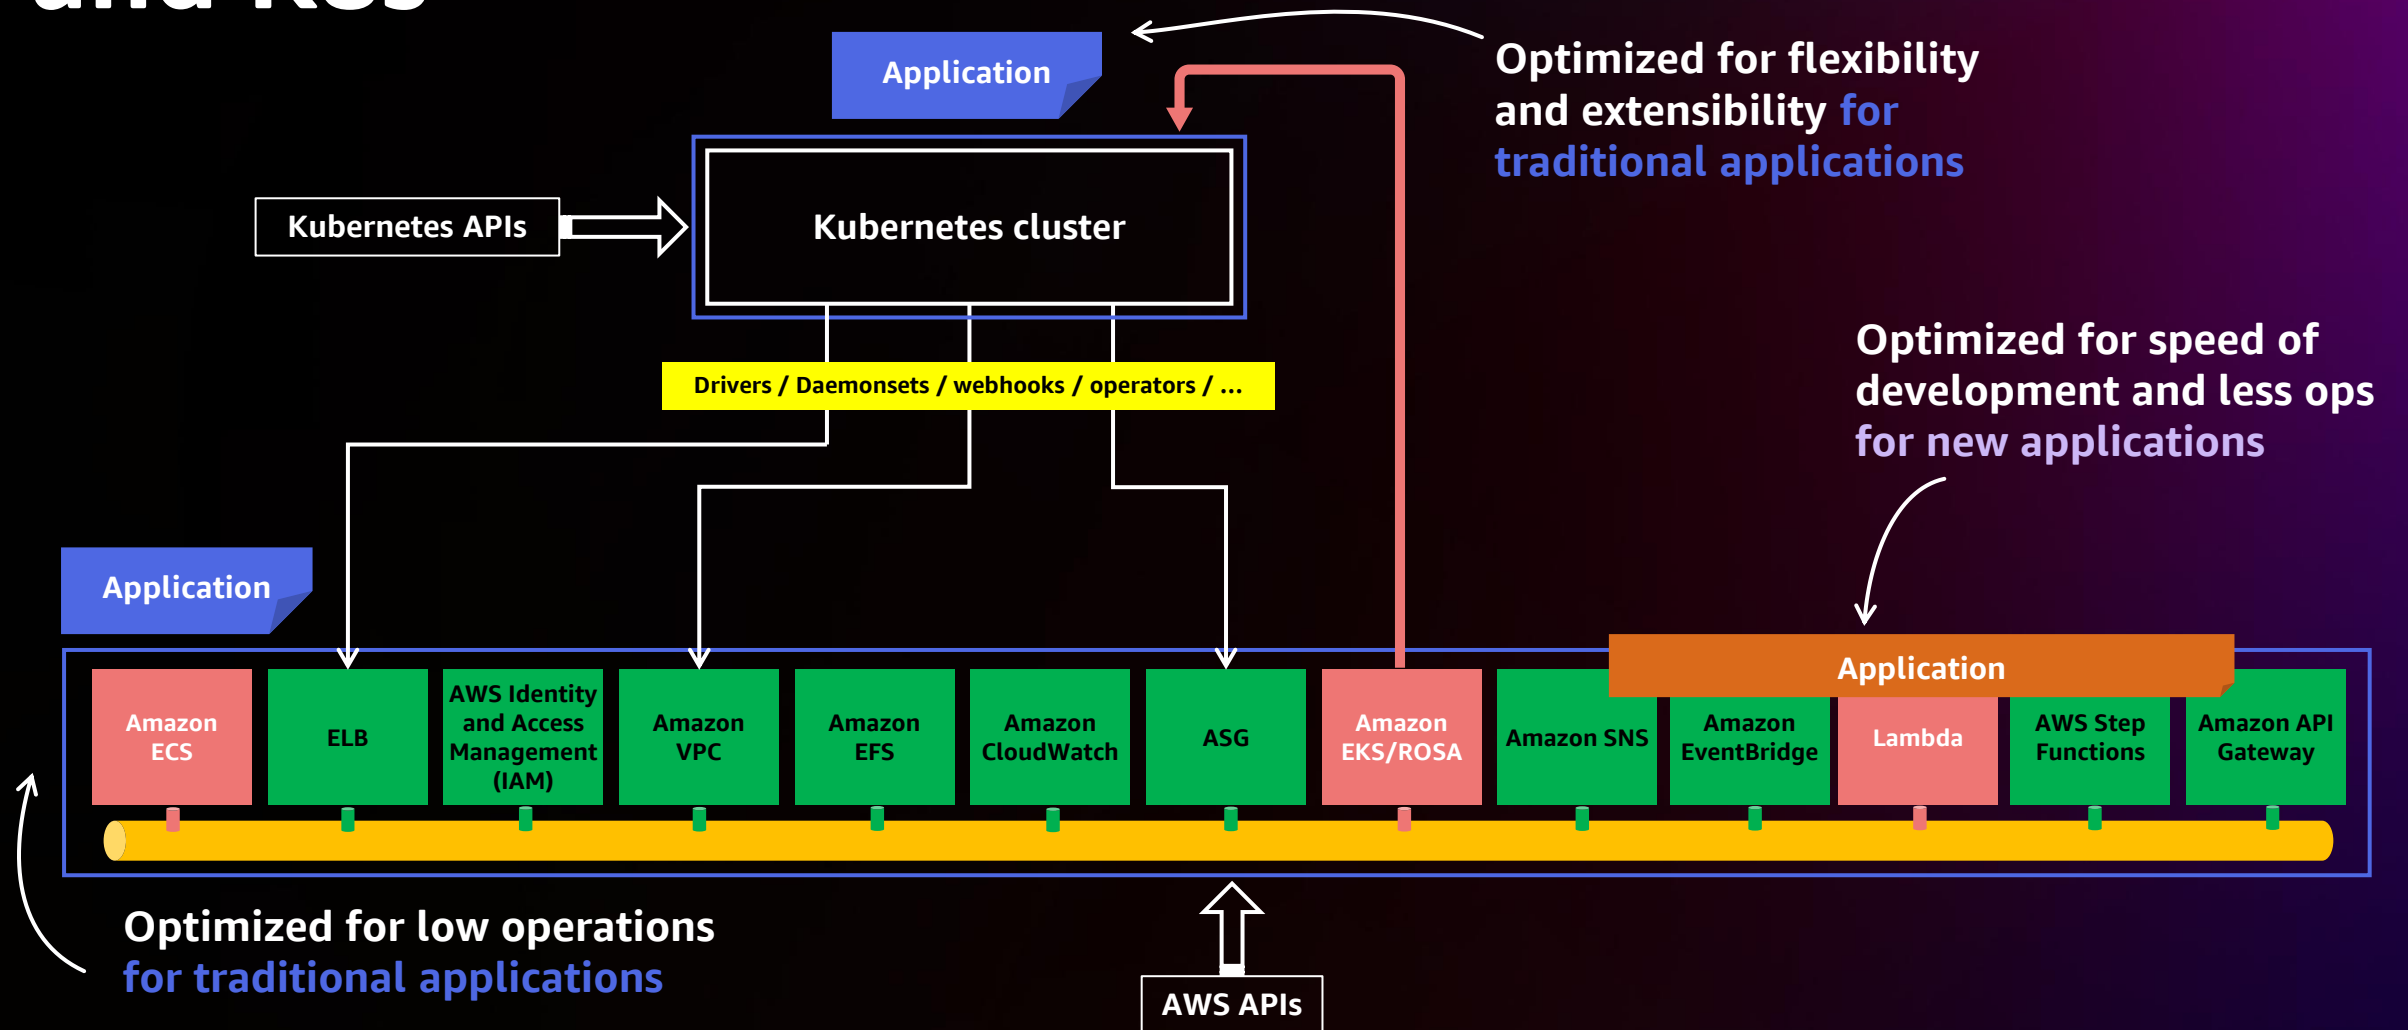 and K8s
Application
Optimized for flexibility
and extensibility for
traditional applications
Kubernetes APIs
Kubernetes cluster
Drivers / Daemonsets / webhooks / operators / ...
Optimized for speed of
development and less ops
for new applications
Application
Application
Amazon
ECS
ELB
AWS Identity
and Access
Management
(IAM)
Amazon
VPC
Amazon
EFS
Amazon
CloudWatch
ASG
Amazon
EKS/ROSA
Amazon SNS
Amazon
EventBridge
Lambda
AWS Step
Functions
Amazon API
Gateway
Optimized for low operations
for traditional applications
AWS APIs